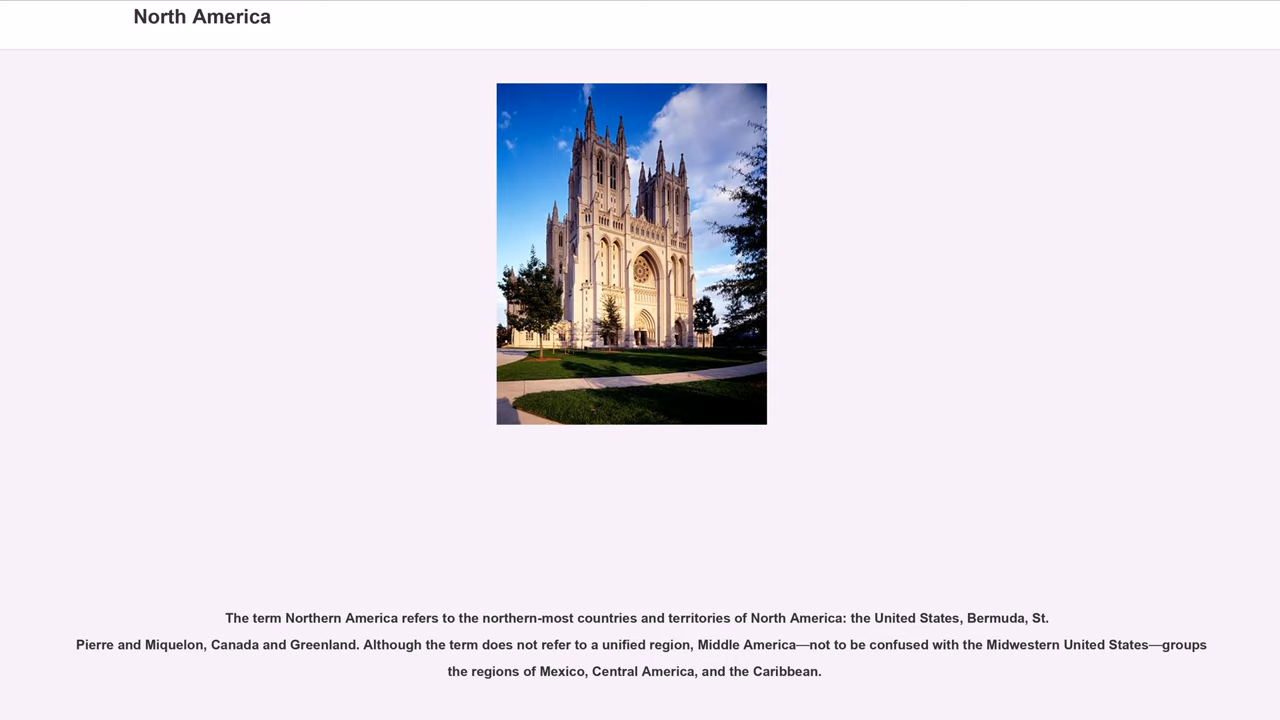 North America
The term Northern America refers to the northern-most countries and territories of North America: the United States, Bermuda, St.
Pierre and Miquelon, Canada and Greenland. Although the term does not refer to a unified region, Middle America—not to be confused with the Midwestern United States—groups
the regions of Mexico, Central America, and the Caribbean.